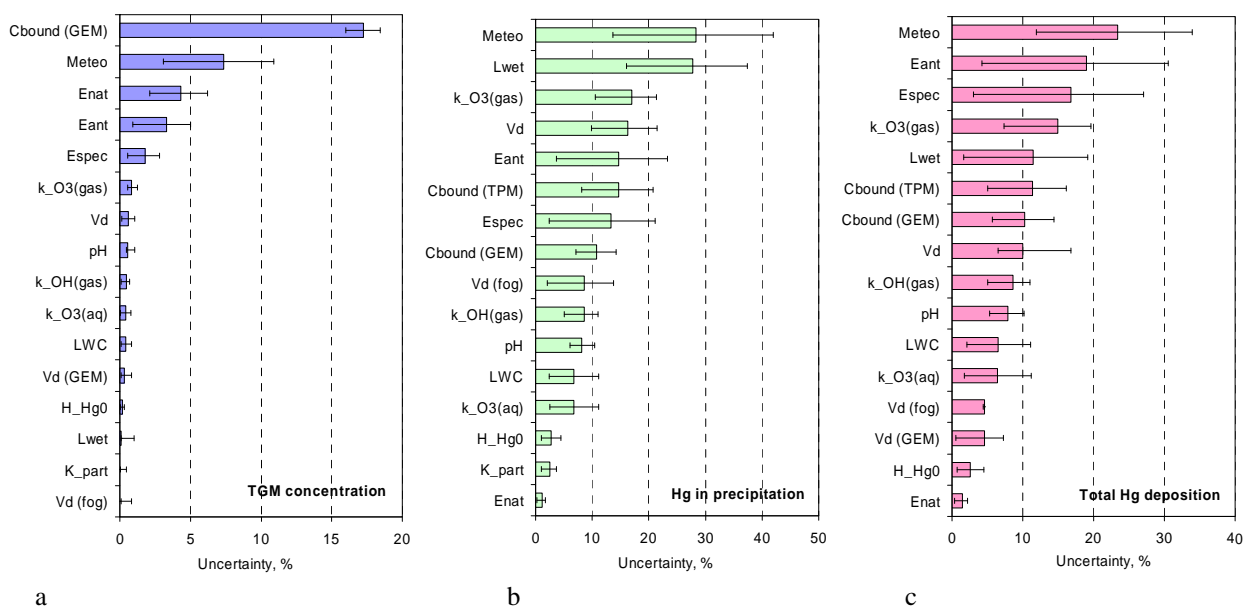 Cbound (GEM)
Meteo
Enat
Eant
Espec
k_O3(gas)
Vd
pH
k_OH(gas)
k_O3(aq)
LWC
Vd (GEM)
H_Hg0
Lwet
K_part
Vd (fog)
TGM concentration
0 5 10 15 20
Uncertainty, %
a
Meteo
Lwet
k_O3(gas)
Vd
Eant
Cbound (TPM)
Espec
Cbound (GEM)
Vd (fog)
k_OH(gas)
pH
LWC
k_O3(aq)
H_Hg0
K_part
Enat
Hg in precipitation
0 10 20 30 40 50
Uncertainty, %
b
Meteo
Eant
Espec
k_O3(gas)
Lwet
Cbound (TPM)
Cbound (GEM)
Vd
k_OH(gas)
pH
LWC
k_O3(aq)
Vd (fog)
Vd (GEM)
H_Hg0
Enat
Total Hg deposition
0 10 20 30 40
Uncertainty, %
c